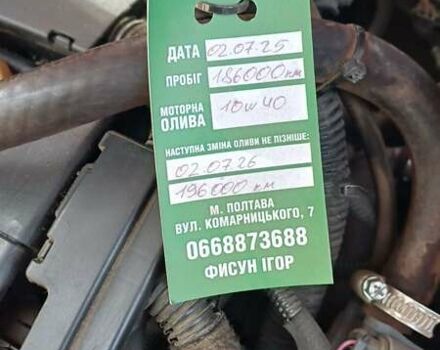 ДАТА 02.07.25
ПРОБІГ 186000 км
МОТОРНА ОЛИВА 10w40
НАСТУПНА ЗМІНА ОЛИВИ НЕ ПІЗНІШЕ:
02.07.26
196000 км
М. ПОЛТАВА
ВУЛ. КОМАРНИЦЬКОГО, 7
0668873688
ФИСУН ІГОР